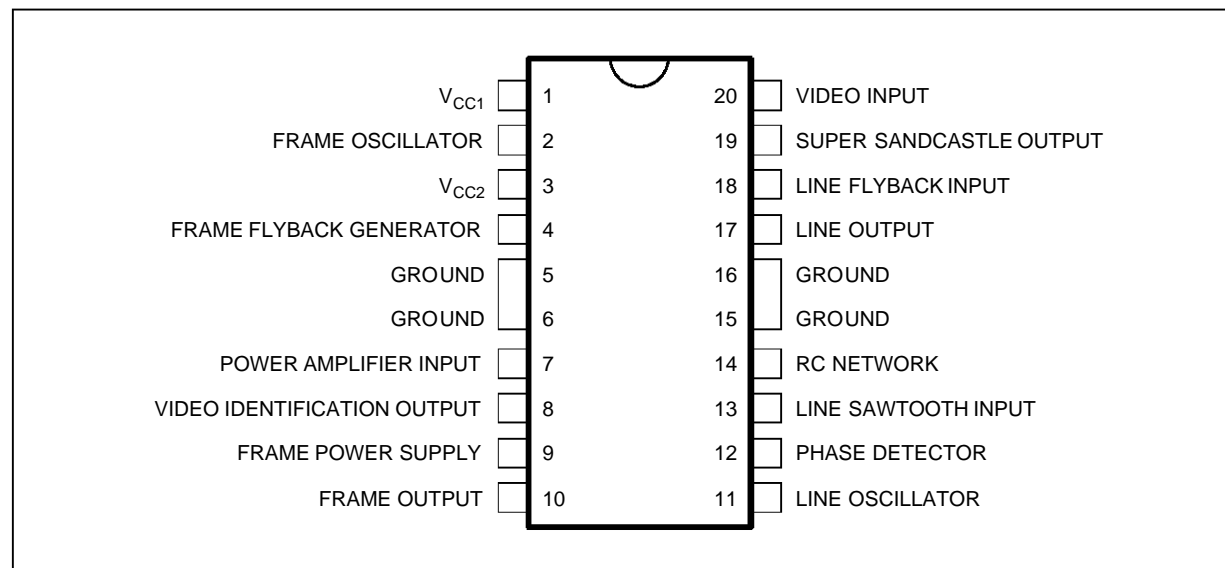 VCC1 1 20 VIDEO INPUT
FRAME OSCILLATOR 2 19 SUPER SANDCASTLE OUTPUT
VCC2 3 18 LINE FLYBACK INPUT
FRAME FLYBACK GENERATOR 4 17 LINE OUTPUT
GROUND 5 16 GROUND
GROUND 6 15 GROUND
POWER AMPLIFIER INPUT 7 14 RC NETWORK
VIDEO IDENTIFICATION OUTPUT 8 13 LINE SAWTOOTH INPUT
FRAME POWER SUPPLY 9 12 PHASE DETECTOR
FRAME OUTPUT 10 11 LINE OSCILLATOR